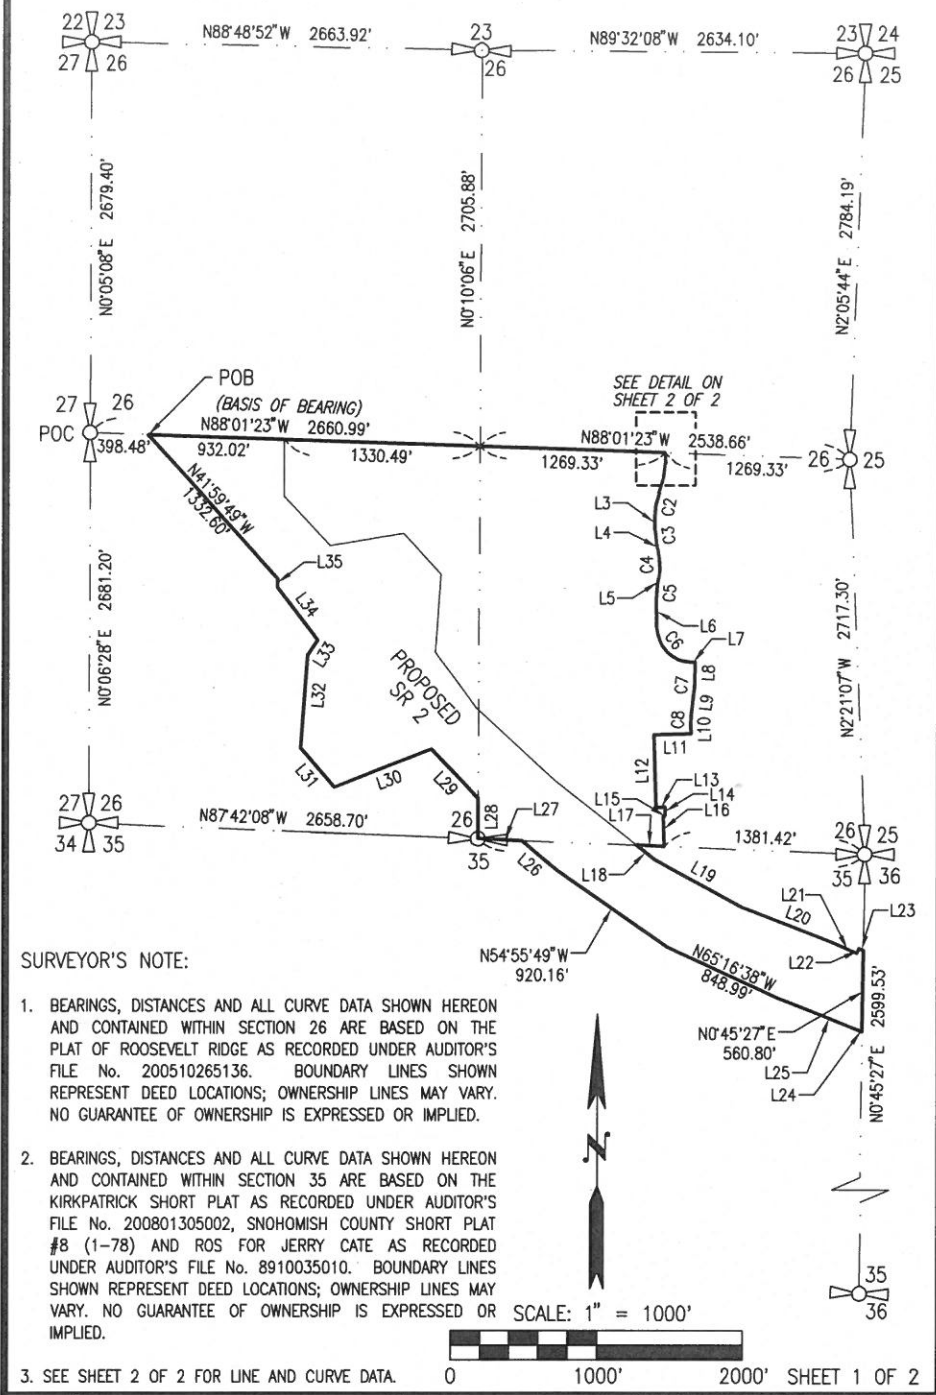 22 23
27 26
N88°48'52"W 2663.92'
23
26
N89°32'08"W 2634.10'
23 24
26 25
N0°05'08"E 2679.40'
N0°10'06"E 2705.88'
N2°05'44"E 2784.19'
POB
(BASIS OF BEARING)
SEE DETAIL ON
SHEET 2 OF 2
27 26
POC
398.48'
N88°01'23"W 2660.99'
932.02'
1330.49'
N88°01'23"W 2538.66'
1269.33'
1269.33'
26 25
N41°59'49"W
1332.60'
L3
C2
L4
C3
C4
L5
C5
L6
C6
L7
L8
C7
L9
C8
L10
L11
L12
L13
L14
L15
L16
L17
L35
L34
L33
L32
L31
L30
L29
L28
L27
PROPOSED
SR 2
N0°06'28"E 2681.20'
N2°21'07"W 2717.30'
27 26
34 35
N87°42'08"W 2658.70'
26
35
1381.42'
26 25
35 36
L26
L18
L19
L20
L21
L22
L23
N54°55'49"W
920.16'
N65°16'38"W
848.99'
N0°45'27"E
560.80'
L25
L24
N0°45'27"E 2599.53'
35
36
SURVEYOR'S NOTE:
1. BEARINGS, DISTANCES AND ALL CURVE DATA SHOWN HEREON
AND CONTAINED WITHIN SECTION 26 ARE BASED ON THE
PLAT OF ROOSEVELT RIDGE AS RECORDED UNDER AUDITOR'S
FILE No. 200510265136. BOUNDARY LINES SHOWN
REPRESENT DEED LOCATIONS; OWNERSHIP LINES MAY VARY.
NO GUARANTEE OF OWNERSHIP IS EXPRESSED OR IMPLIED.
2. BEARINGS, DISTANCES AND ALL CURVE DATA SHOWN HEREON
AND CONTAINED WITHIN SECTION 35 ARE BASED ON THE
KIRKPATRICK SHORT PLAT AS RECORDED UNDER AUDITOR'S
FILE No. 200801305002, SNOHOMISH COUNTY SHORT PLAT
#8 (1-78) AND ROS FOR JERRY CATE AS RECORDED
UNDER AUDITOR'S FILE No. 8910035010. BOUNDARY LINES
SHOWN REPRESENT DEED LOCATIONS; OWNERSHIP LINES MAY
VARY. NO GUARANTEE OF OWNERSHIP IS EXPRESSED OR
IMPLIED.
3. SEE SHEET 2 OF 2 FOR LINE AND CURVE DATA.
N
SCALE: 1" = 1000'
0 1000' 2000'
SHEET 1 OF 2